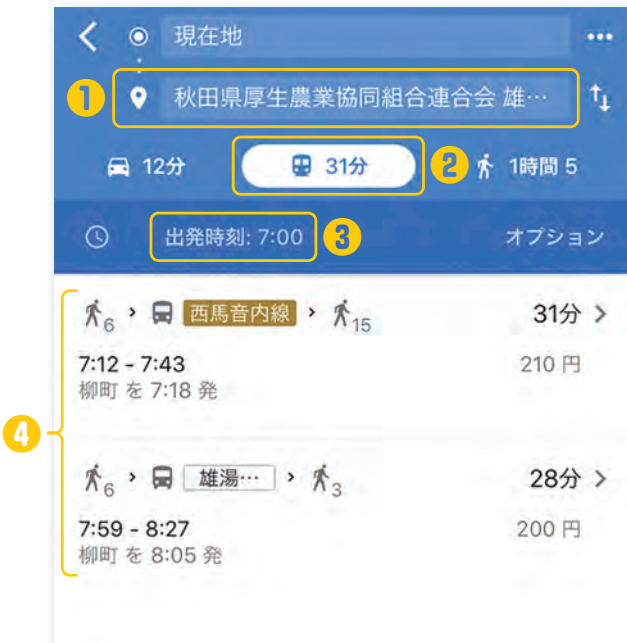 現在地
1 秋田県厚生農業協同組合連合会 雄…
12分 31分 2 1時間 5
出発時刻: 7:00 3 オプション
6 西馬音内線 15 31分
7:12 - 7:43 210 円
柳町 を 7:18 発
4
6 雄湯… 3 28分
7:59 - 8:27 200 円
柳町 を 8:05 発